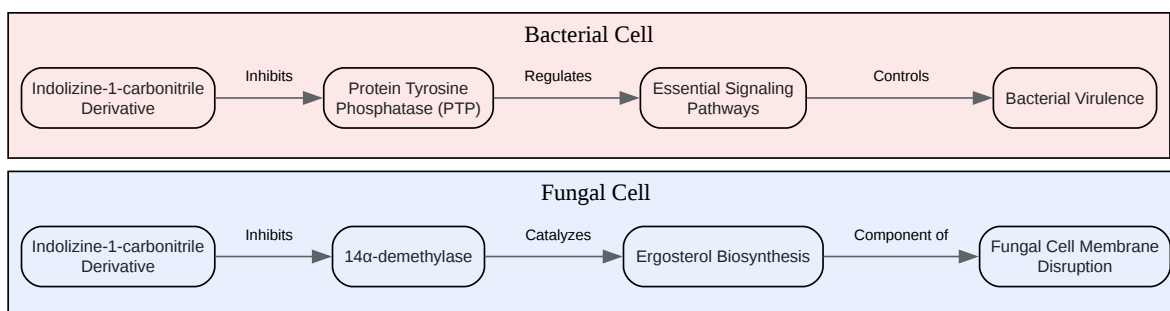 Bacterial Cell
Indolizine-1-carbonitrile
Derivative
Inhibits
Protein Tyrosine
Phosphatase (PTP)
Regulates
Essential Signaling
Pathways
Controls
Bacterial Virulence
Fungal Cell
Indolizine-1-carbonitrile
Derivative
Inhibits
14α-demethylase
Catalyzes
Ergosterol Biosynthesis
Component of
Fungal Cell Membrane
Disruption